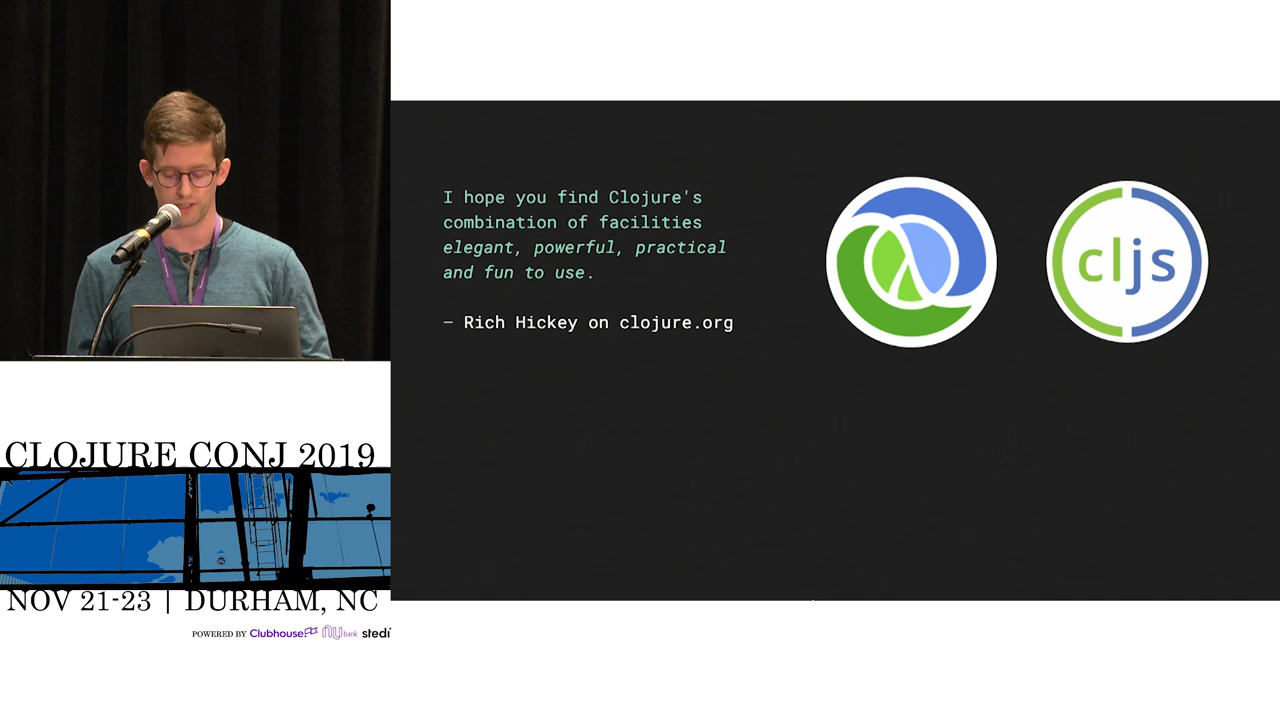 I hope you find Clojure's
combination of facilities
elegant, powerful, practical
and fun to use.
— Rich Hickey on clojure.org
cljs
CLOJURE CONJ 2019
NOV 21-23 | DURHAM, NC
POWERED BY Clubhouse nu bank stedi